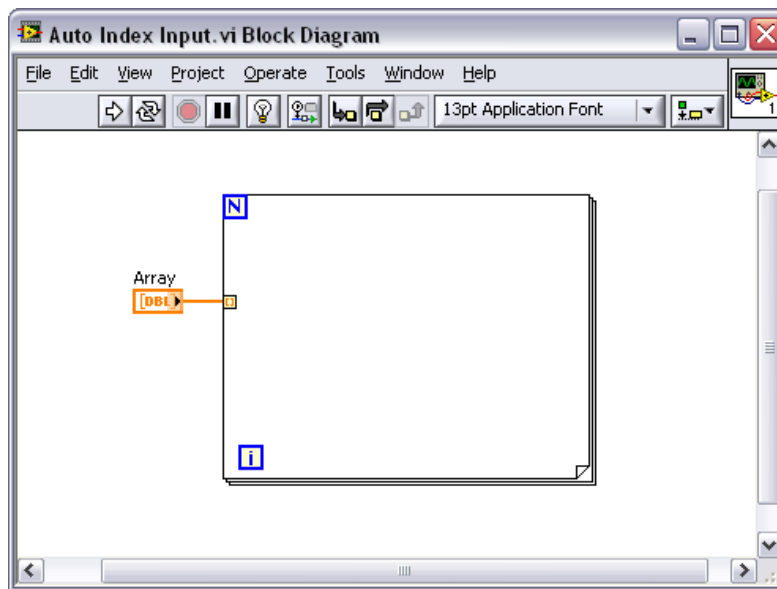 Auto Index Input.vi Block Diagram
File Edit View Project Operate Tools Window Help
13pt Application Font
1
N
Array
[DBL]
i